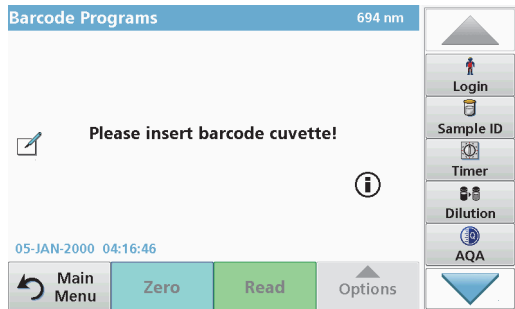 Barcode Programs 694 nm
Please insert barcode cuvette!
05-JAN-2000 04:16:46
Main
Menu
Zero
Read
Options
Login
Sample ID
Timer
Dilution
AQA